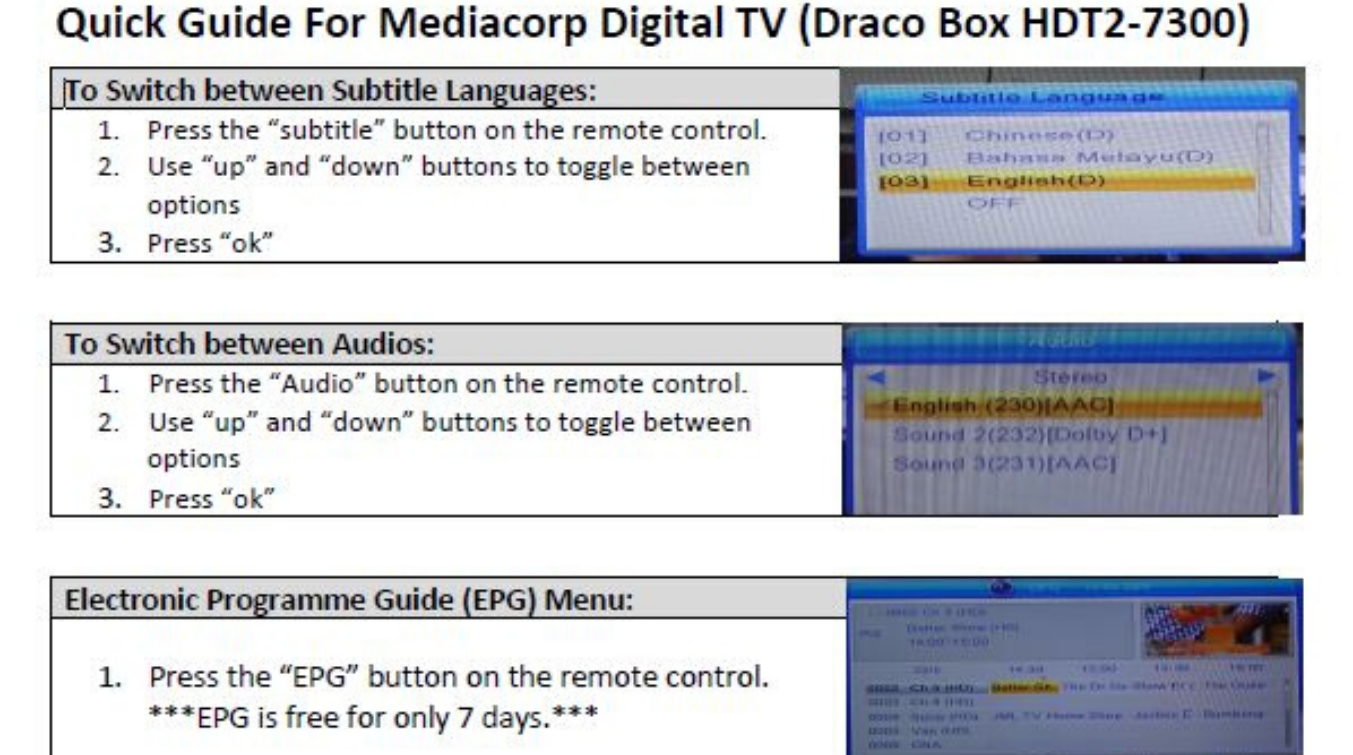 Quick Guide For Mediacorp Digital TV (Draco Box HDT2-7300)
To Switch between Subtitle Languages:
1. Press the “subtitle” button on the remote control.
2. Use “up” and “down” buttons to toggle between
options
3. Press “ok”
Subtitle Language
[01] Chinese(D)
[02] Bahasa Melayu(D)
[03] English(D)
OFF
To Switch between Audios:
1. Press the “Audio” button on the remote control.
2. Use “up” and “down” buttons to toggle between
options
3. Press “ok”
Audio
Stereo
English (230)[AAC]
Sound 2(232)[Dolby D+]
Sound 3(231)[AAC]
Electronic Programme Guide (EPG) Menu:
1. Press the “EPG” button on the remote control.
***EPG is free for only 7 days.***